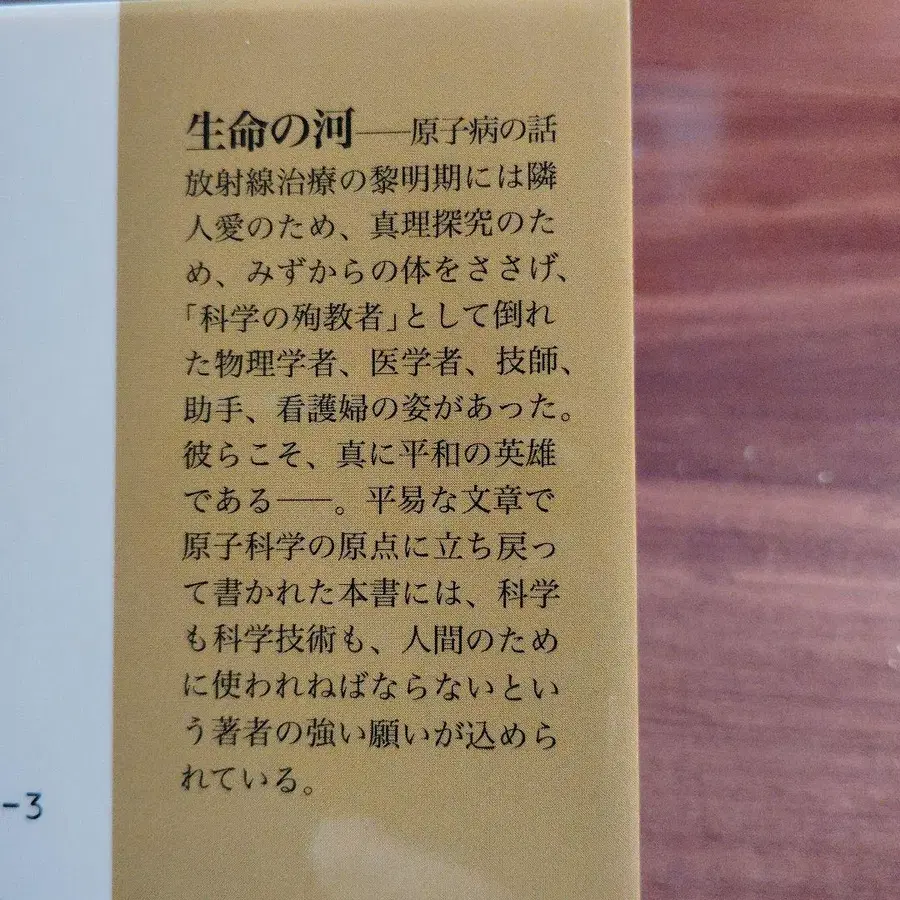 生命の河――原子病の話
放射線治療の黎明期には隣
人愛のため、真理探究のた
め、みずからの体をささげ、
「科学の殉教者」として倒れ
た物理学者、医学者、技師、
助手、看護婦の姿があった。
彼らこそ、真に平和の英雄
である――。平易な文章で
原子科学の原点に立ち戻っ
て書かれた本書には、科学
も科学技術も、人間のため
に使われねばならないとい
う著者の強い願いが込めら
れている。
-3